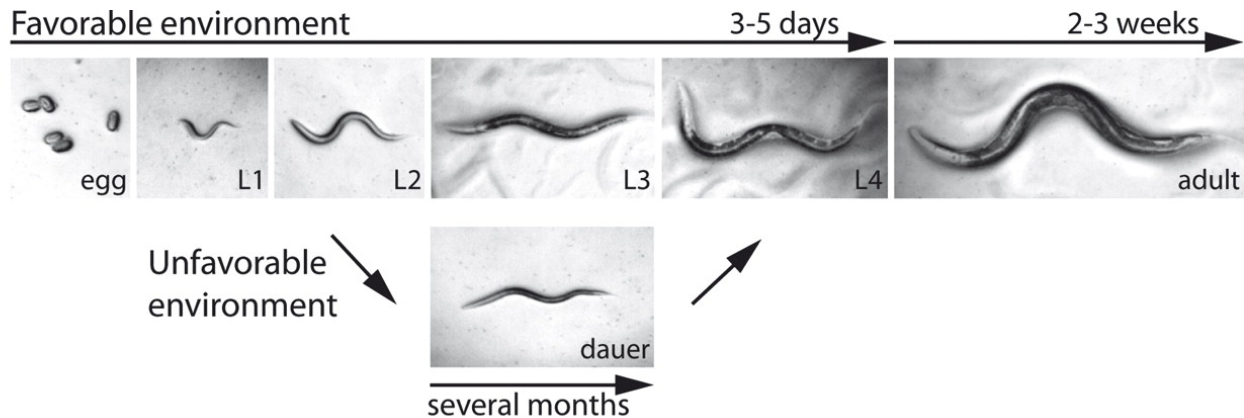 Favorable environment
3-5 days
2-3 weeks
egg
L1
L2
L3
L4
adult
Unfavorable
environment
dauer
several months